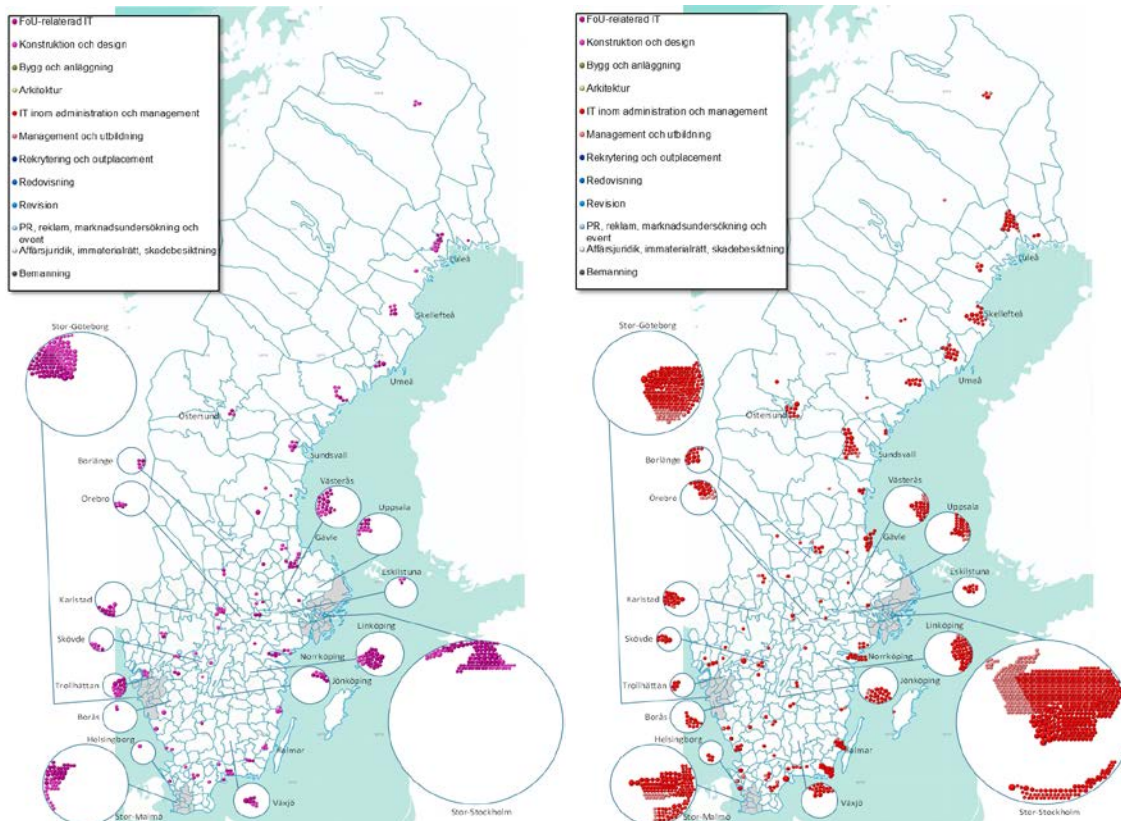 FoU-relaterad IT
Konstruktion och design
Bygg och anläggning
Arkitektur
IT inom administration och management
Management och utbildning
Rekrytering och outplacement
Redovisning
Revision
PR, reklam, marknadsundersökning och
event
Affärsjuridik, immaterialrätt, skadebesiktning
Bemanning
Luleå
Skellefteå
Stor-Göteborg
Umeå
Östersund
Sundsvall
Borlänge
Västerås
Örebro
Uppsala
Gävle
Eskilstuna
Karlstad
Linköping
Skövde
Norrköping
Jönköping
Trollhättan
Borås
Helsingborg
Kalmar
Växjö
Stor-Malmö
Stor-Stockholm
FoU-relaterad IT
Konstruktion och design
Bygg och anläggning
Arkitektur
IT inom administration och management
Management och utbildning
Rekrytering och outplacement
Redovisning
Revision
PR, reklam, marknadsundersökning och
event
Affärsjuridik, immaterialrätt, skadebesiktning
Bemanning
Luleå
Skellefteå
Stor-Göteborg
Umeå
Östersund
Sundsvall
Borlänge
Västerås
Örebro
Uppsala
Gävle
Eskilstuna
Karlstad
Linköping
Skövde
Norrköping
Jönköping
Trollhättan
Borås
Helsingborg
Kalmar
Växjö
Stor-Malmö
Stor-Stockholm